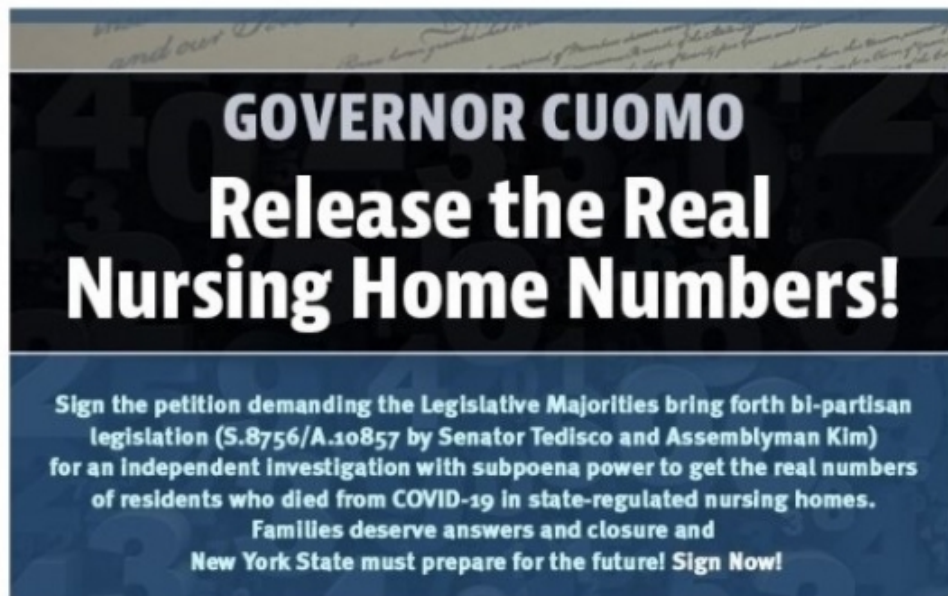 and our
GOVERNOR CUOMO
Release the Real
Nursing Home Numbers!
Sign the petition demanding the Legislative Majorities bring forth bi-partisan
legislation (S.8756/A.10857 by Senator Tedisco and Assemblyman Kim)
for an independent investigation with subpoena power to get the real numbers
of residents who died from COVID-19 in state-regulated nursing homes.
Families deserve answers and closure and
New York State must prepare for the future! Sign Now!